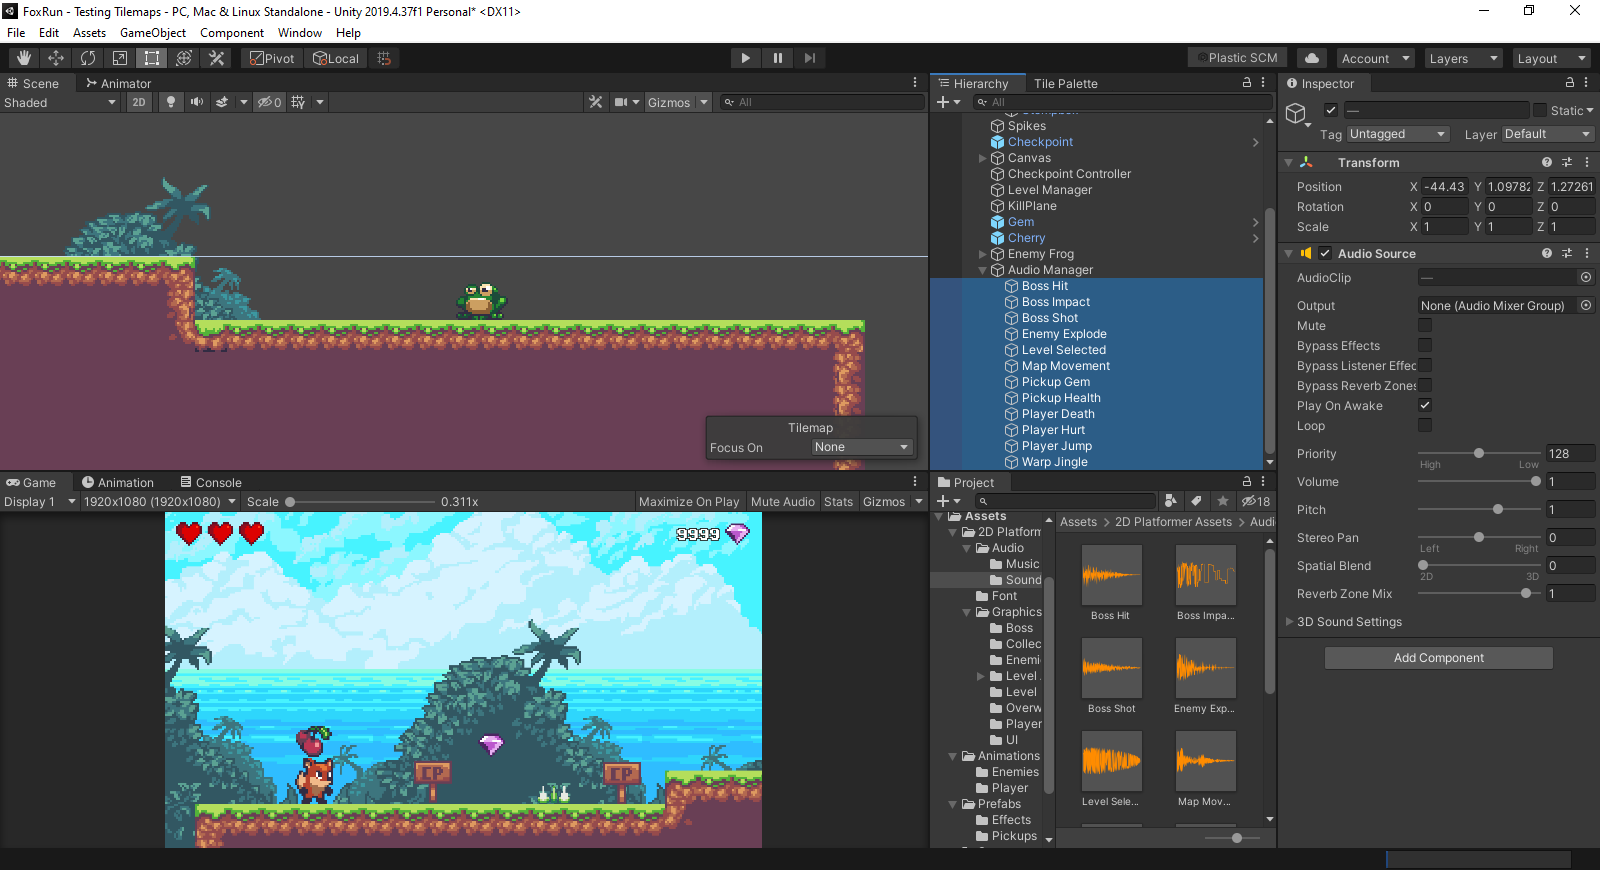 FoxRun - Testing Tilemaps - PC, Mac & Linux Standalone - Unity 2019.4.37f1 Personal* <DX11>
File Edit Assets GameObject Component Window Help
Pivot Local Plastic SCM Account Layers Layout
Scene Animator
Shaded 2D 0 Gizmos All
Tilemap
Focus On None
Hierarchy Tile Palette
All
Spikes
Checkpoint
Canvas
Checkpoint Controller
Level Manager
KillPlane
Gem
Cherry
Enemy Frog
Audio Manager
Boss Hit
Boss Impact
Boss Shot
Enemy Explode
Level Selected
Map Movement
Pickup Gem
Pickup Health
Player Death
Player Hurt
Player Jump
Warp Jingle
Inspector
— Static
Tag Untagged Layer Default
Transform
Position X -44.43 Y 1.09782 Z 1.27261
Rotation X 0 Y 0 Z 0
Scale X 1 Y 1 Z 1
Audio Source
AudioClip —
Output None (Audio Mixer Group)
Mute
Bypass Effects
Bypass Listener Effec
Bypass Reverb Zones
Play On Awake
Loop
Priority 128
High Low
Volume 1
Pitch 1
Stereo Pan 0
Left Right
Spatial Blend 0
2D 3D
Reverb Zone Mix 1
3D Sound Settings
Add Component
Game Animation Console
Display 1 1920x1080 (1920x1080) Scale 0.311x Maximize On Play Mute Audio Stats Gizmos
9999
CP CP
Project
18
Assets
2D Platform
Audio
Music
Sound
Font
Graphics
Boss
Collec
Enemi
Level
Level
Overw
Player
UI
Animations
Enemies
Player
Prefabs
Effects
Pickups
Assets 2D Platformer Assets Audi
Boss Hit Boss Impa...
Boss Shot Enemy Exp...
Level Sele... Map Mov...